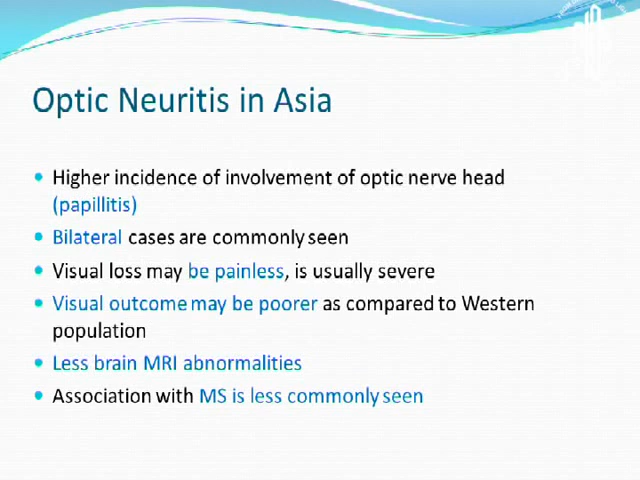 Optic Neuritis in Asia
• Higher incidence of involvement of optic nerve head
(papillitis)
• Bilateral cases are commonly seen
• Visual loss may be painless, is usually severe
• Visual outcome may be poorer as compared to Western
population
• Less brain MRI abnormalities
• Association with MS is less commonly seen